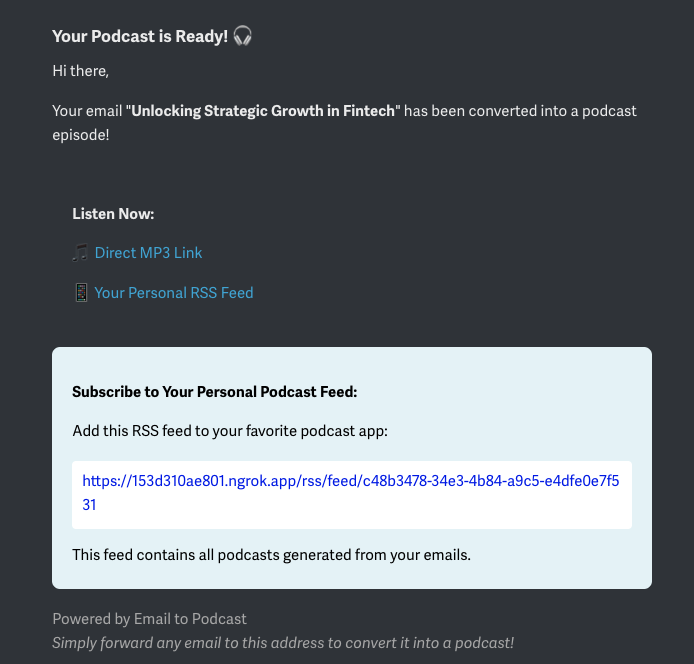 Your Podcast is Ready! 🎧
Hi there,
Your email "Unlocking Strategic Growth in Fintech" has been converted into a podcast
episode!
Listen Now:
🎵 Direct MP3 Link
📱 Your Personal RSS Feed
Subscribe to Your Personal Podcast Feed:
Add this RSS feed to your favorite podcast app:
https://153d310ae801.ngrok.app/rss/feed/c48b3478-34e3-4b84-a9c5-e4dfe0e7f5
31
This feed contains all podcasts generated from your emails.
Powered by Email to Podcast
Simply forward any email to this address to convert it into a podcast!